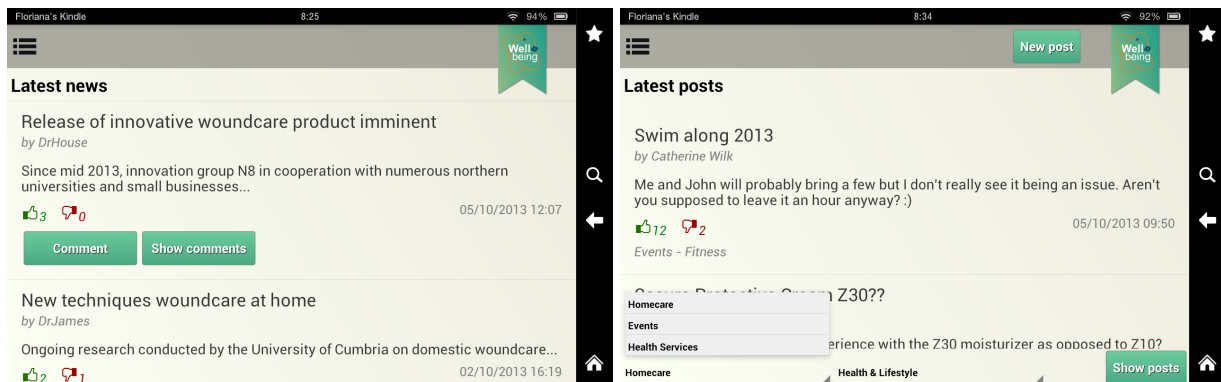 Floriana's Kindle 8:25 94%
Well
being
Latest news
Release of innovative woundcare product imminent
by DrHouse
Since mid 2013, innovation group N8 in cooperation with numerous northern
universities and small businesses...
3 0 05/10/2013 12:07
Comment Show comments
New techniques woundcare at home
by DrJames
Ongoing research conducted by the University of Cumbria on domestic woundcare...
2 1 02/10/2013 16:19
Floriana's Kindle 8:34 92%
New post
Well
being
Latest posts
Swim along 2013
by Catherine Wilk
Me and John will probably bring a few but I don't really see it being an issue. Aren't
you supposed to leave it an hour anyway? :)
12 2 05/10/2013 09:50
Events - Fitness
Z30??
Homecare
Events
Health Services
with the Z30 moisturizer as opposed to Z10?
Homecare Health & Lifestyle
Show posts